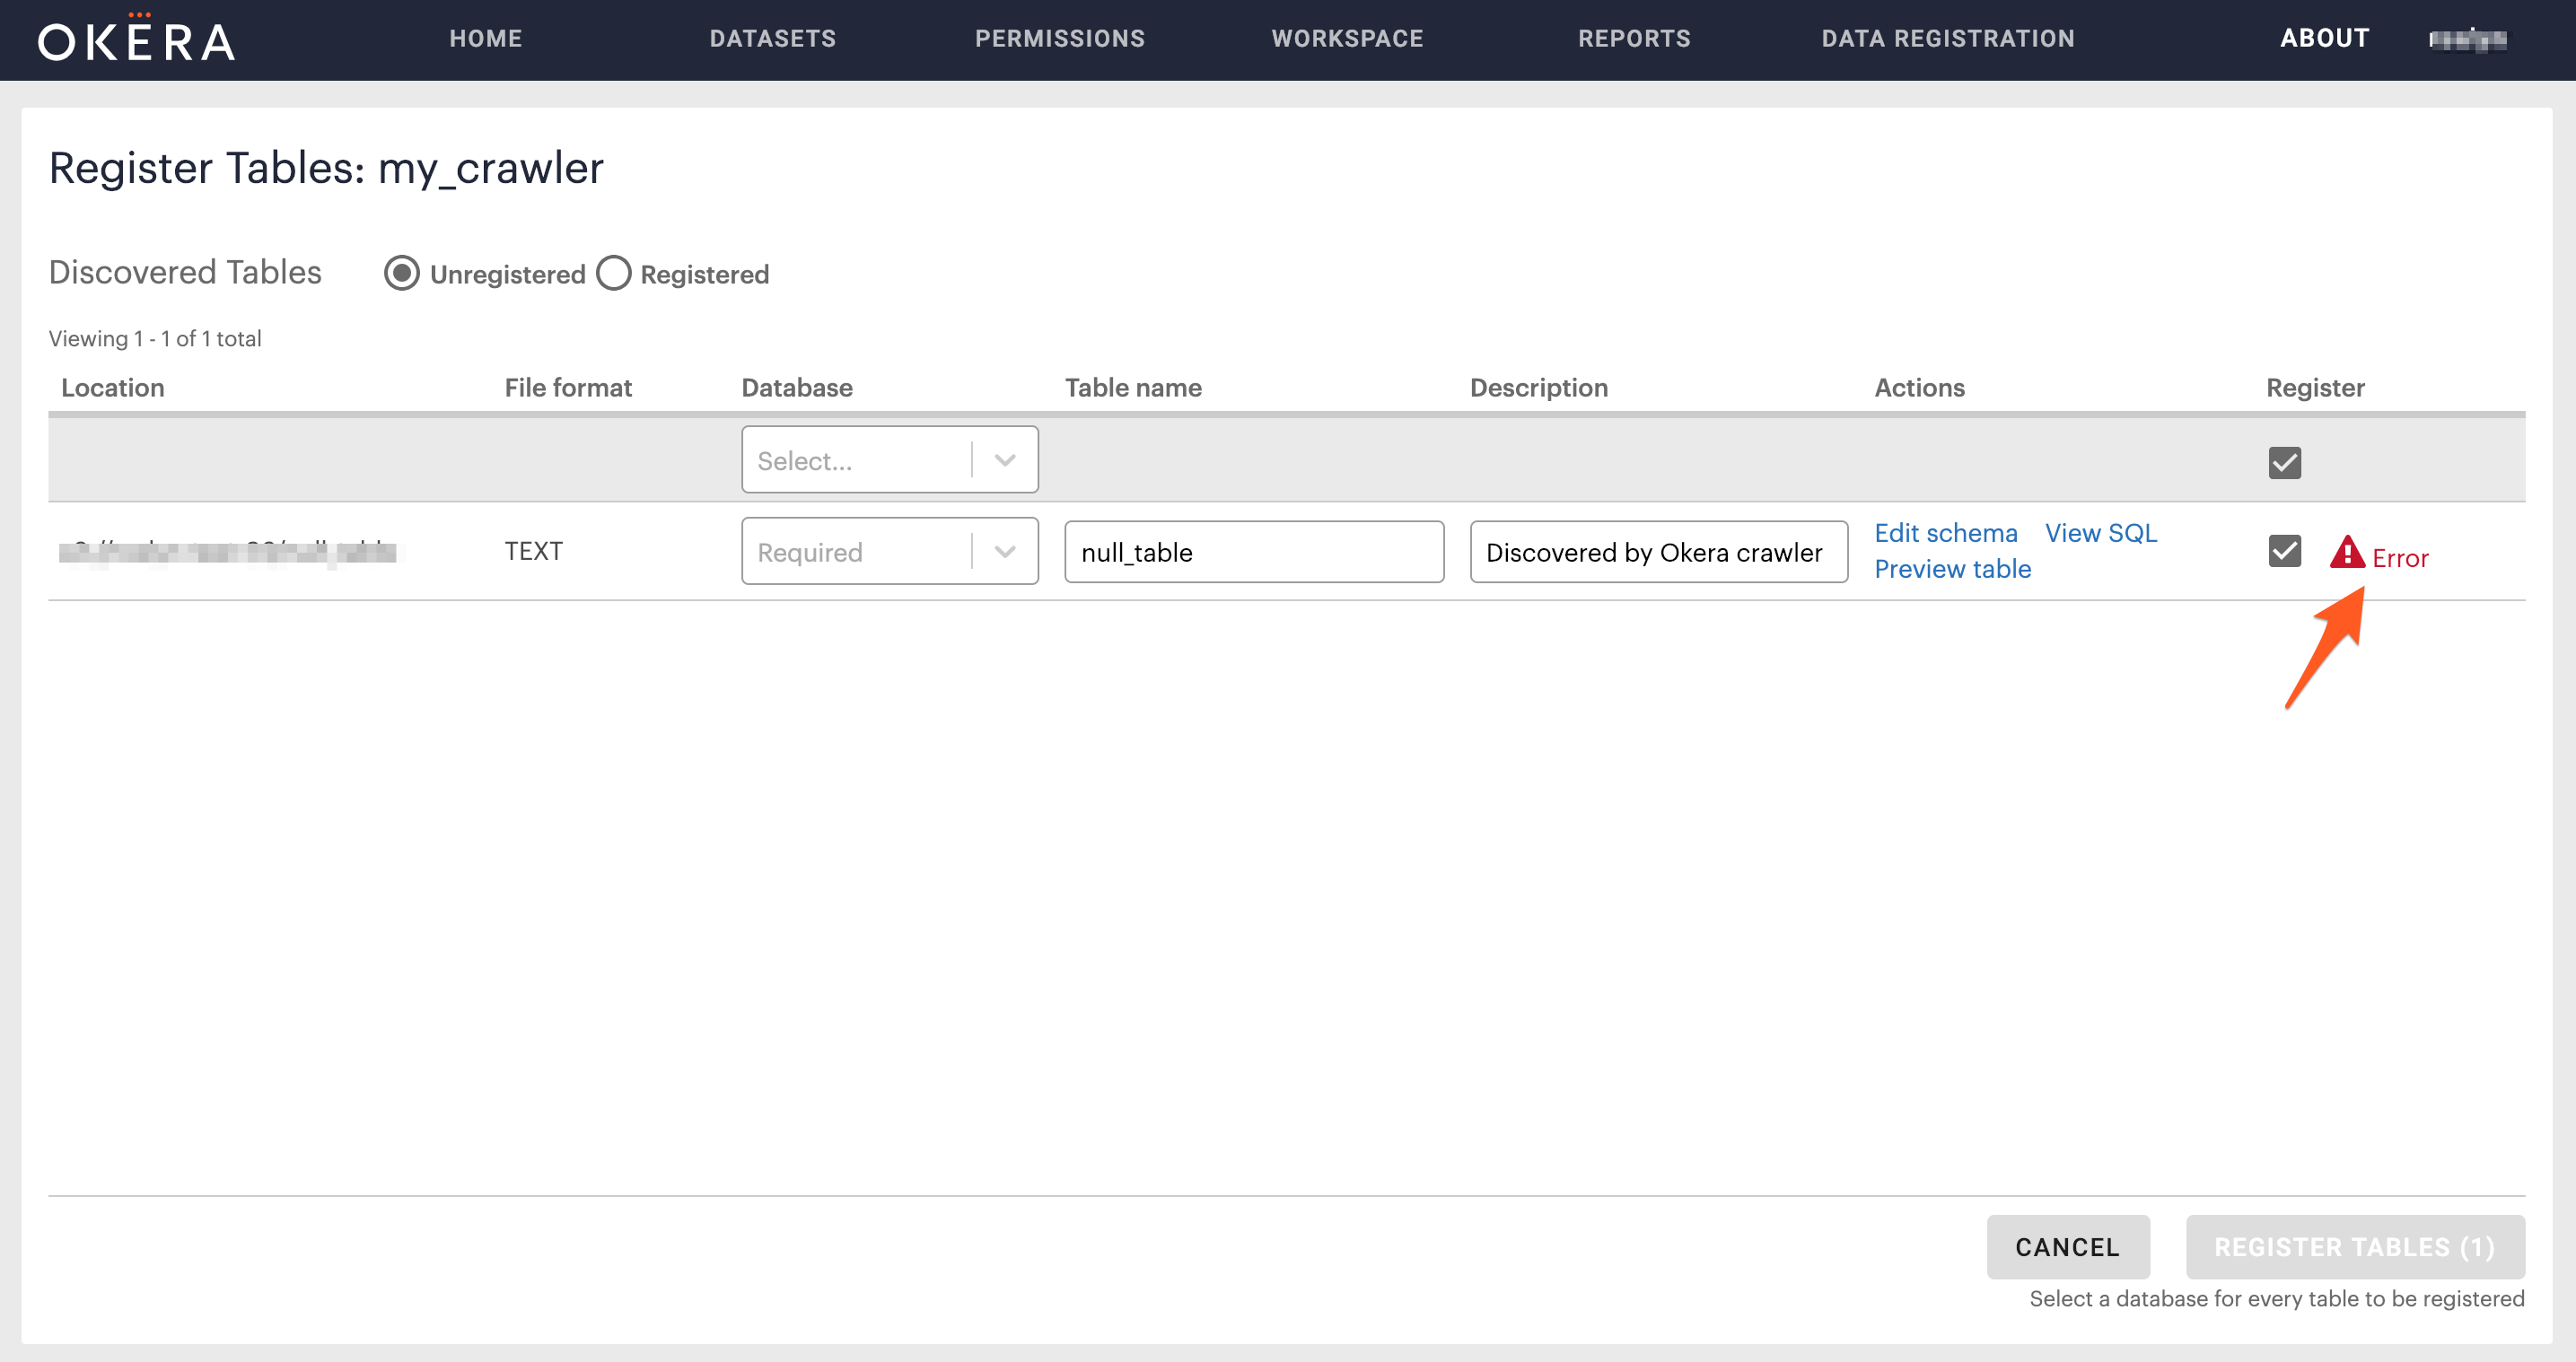 OKERA HOME DATASETS PERMISSIONS WORKSPACE REPORTS DATA REGISTRATION ABOUT
Register Tables: my_crawler
Discovered Tables Unregistered Registered
Viewing 1 - 1 of 1 total
Location File format Database Table name Description Actions Register
Select...
TEXT Required null_table Discovered by Okera crawler Edit schema View SQL Error
Preview table
CANCEL REGISTER TABLES (1)
Select a database for every table to be registered